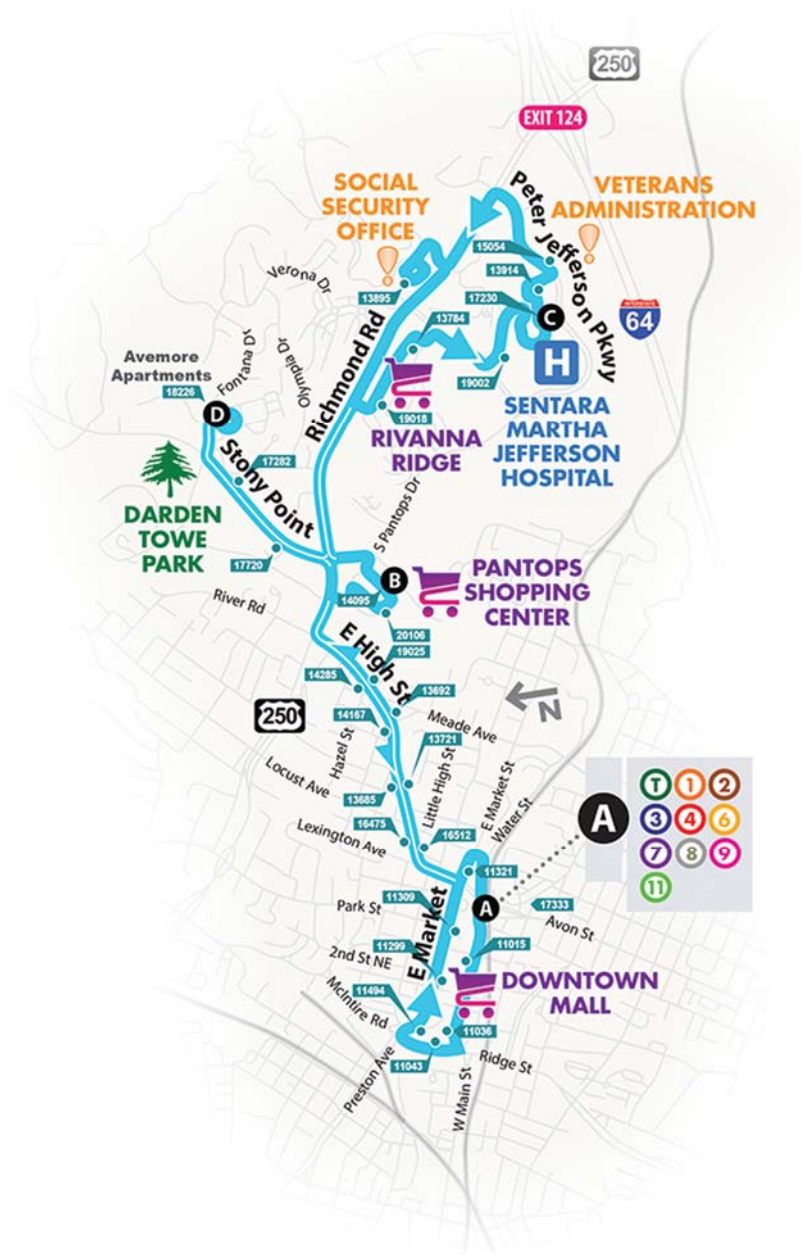 250
EXIT 124
SOCIAL
SECURITY
OFFICE
Peter Jefferson Pkwy
VETERANS
ADMINISTRATION
15054
13914
Verona Dr
13895
17230
C
INTERSTATE
64
13784
Richmond Rd
H
Avemore
Apartments
Fontana Dr
Olympia Dr
19002
18226
D
19018
RIVANNA
RIDGE
SENTARA
MARTHA
JEFFERSON
HOSPITAL
Stony Point
17282
DARDEN
TOWE
PARK
S Pantops Dr
17720
B
PANTOPS
SHOPPING
CENTER
14095
River Rd
20106
E High St
19025
14285
13692
N
250
14167
Meade Ave
Hazel St
13721
Locust Ave
Little High St
E Market St
13685
Water St
16475
Lexington Ave
16512
A
T
1
2
3
4
6
7
8
9
11
11321
11309
Park St
A
17333
Avon St
E Market
11299
2nd St NE
11015
DOWNTOWN
MALL
11494
McIntire Rd
11036
11043
Ridge St
Preston Ave
W Main St